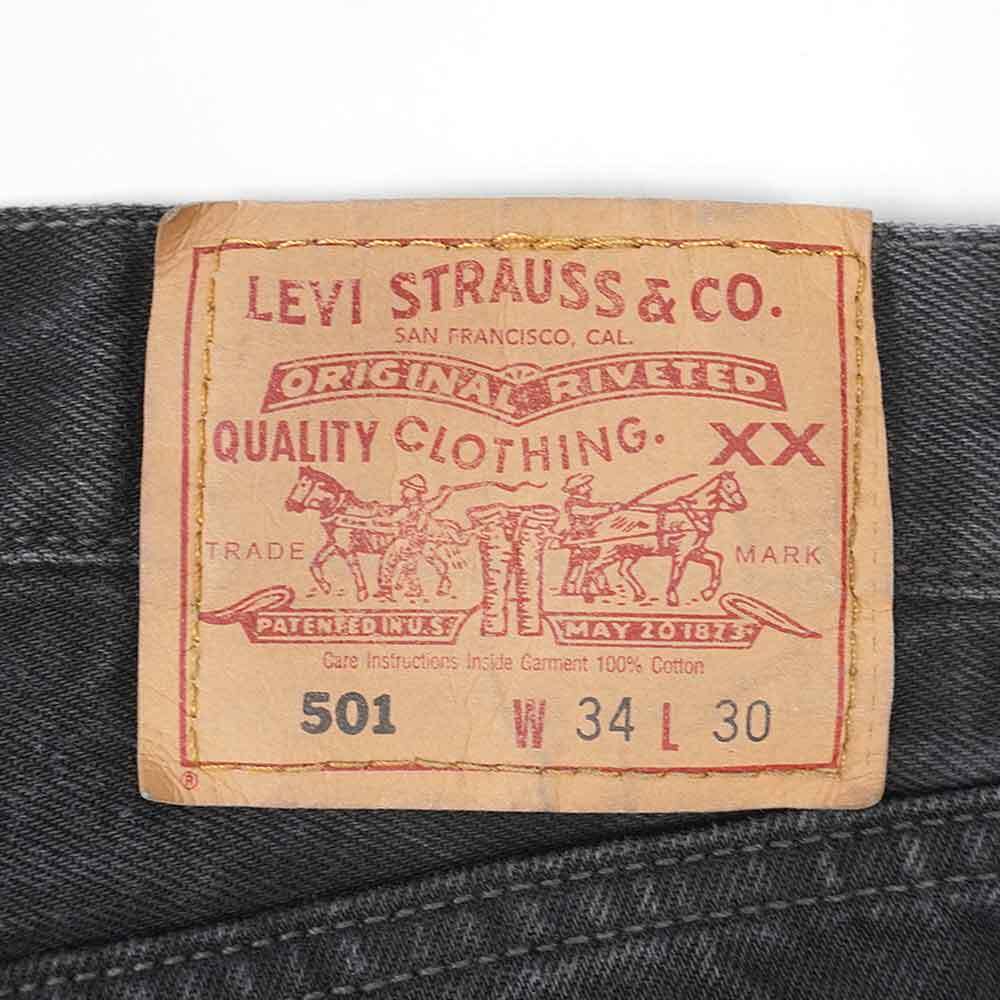 LEVI STRAUSS & CO.
SAN FRANCISCO, CAL.
ORIGINAL RIVETED
QUALITY CLOTHING. XX
TRADE MARK
PATENTED IN U.S. MAY 20 1873
Care Instructions Inside Garment 100% Cotton
501 W 34 L 30
®